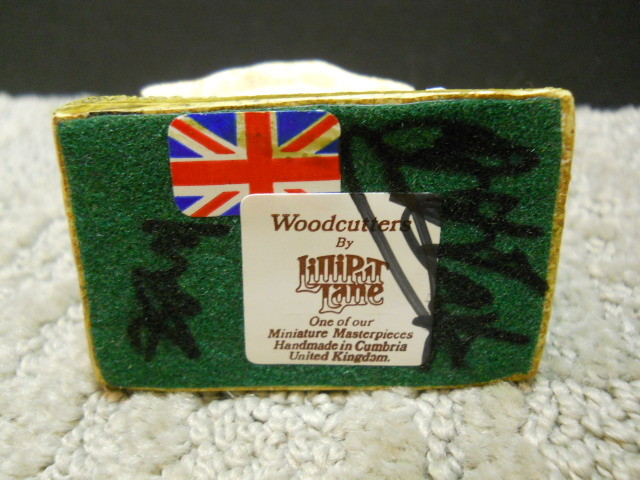 Woodcutters
By
LiLLiPUT
LaNe
One of our
Miniature Masterpieces
Handmade in Cumbria
United Kingdom.